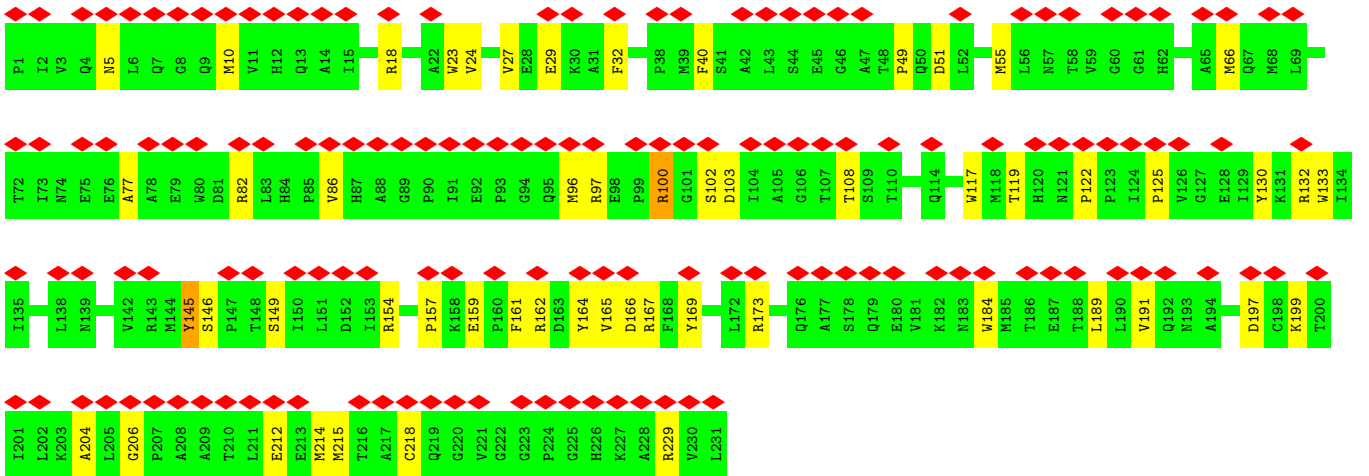 P1 I2 V3 Q4 N5 L6 Q7 G8 Q9 M10 V11 H12 Q13 A14 I15 R18 A22 W23 V24 V27 E28 E29 K30 A31 F32 P38 M39 F40 S41 A42 L43 S44 E45 G46 A47 T48 P49 Q50 D51 L52 M55 L56 N57 T58 V59 G60 G61 H62 A65 M66 Q67 M68 L69
T72 I73 N74 E75 E76 A77 A78 E79 W80 D81 R82 L83 H84 P85 V86 H87 A88 G89 P90 I91 E92 P93 G94 Q95 M96 R97 E98 P99 R100 G101 S102 D103 I104 A105 G106 T107 T108 S109 T110 Q114 W117 M118 T119 H120 N121 P122 P123 I124 P125 V126 G127 E128 I129 Y130 K131 R132 W133 I134
I135 L138 N139 V142 R143 M144 Y145 S146 P147 T148 S149 I150 L151 D152 I153 R154 P157 K158 E159 P160 F161 R162 D163 Y164 V165 D166 R167 F168 Y169 L172 R173 Q176 A177 S178 Q179 E180 V181 K182 N183 W184 M185 T186 E187 T188 L189 L190 V191 Q192 N193 A194 D197 C198 K199 T200
I201 L202 K203 A204 L205 G206 P207 A208 A209 T210 L211 E212 E213 M214 M215 T216 A217 C218 Q219 G220 V221 G222 G223 P224 G225 H226 K227 A228 R229 V230 L231